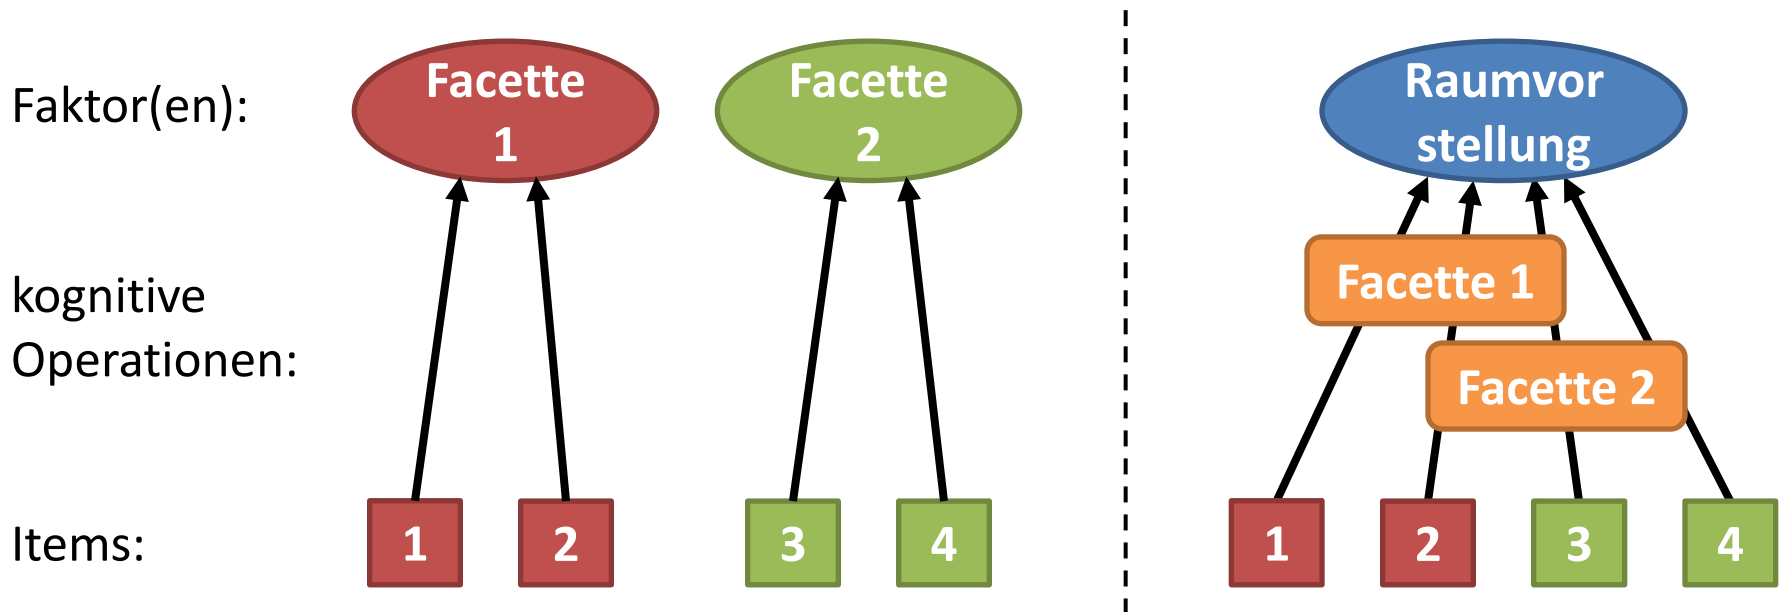 Faktor(en):
Facette
1
Facette
2
Raumvor
stellung
kognitive
Operationen:
Facette 1
Facette 2
Items:
1
2
3
4
1
2
3
4